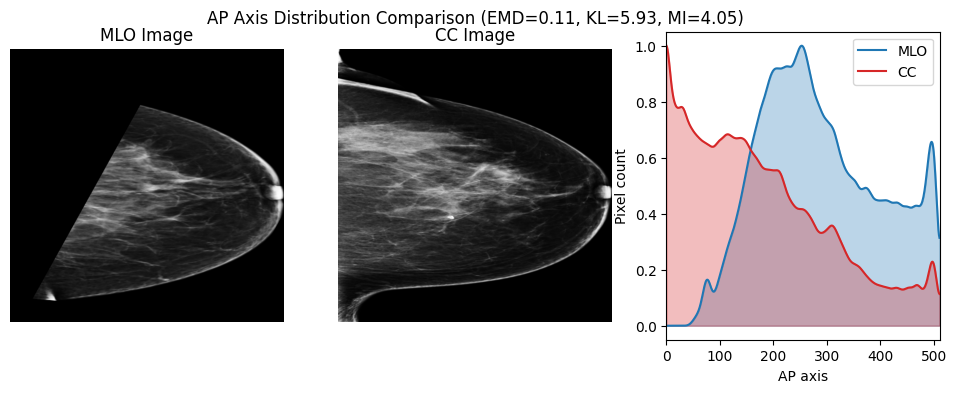 AP Axis Distribution Comparison (EMD=0.11, KL=5.93, MI=4.05)
MLO Image
CC Image
MLO
CC
Pixel count
1.0
0.8
0.6
0.4
0.2
0.0
0 100 200 300 400 500
AP axis